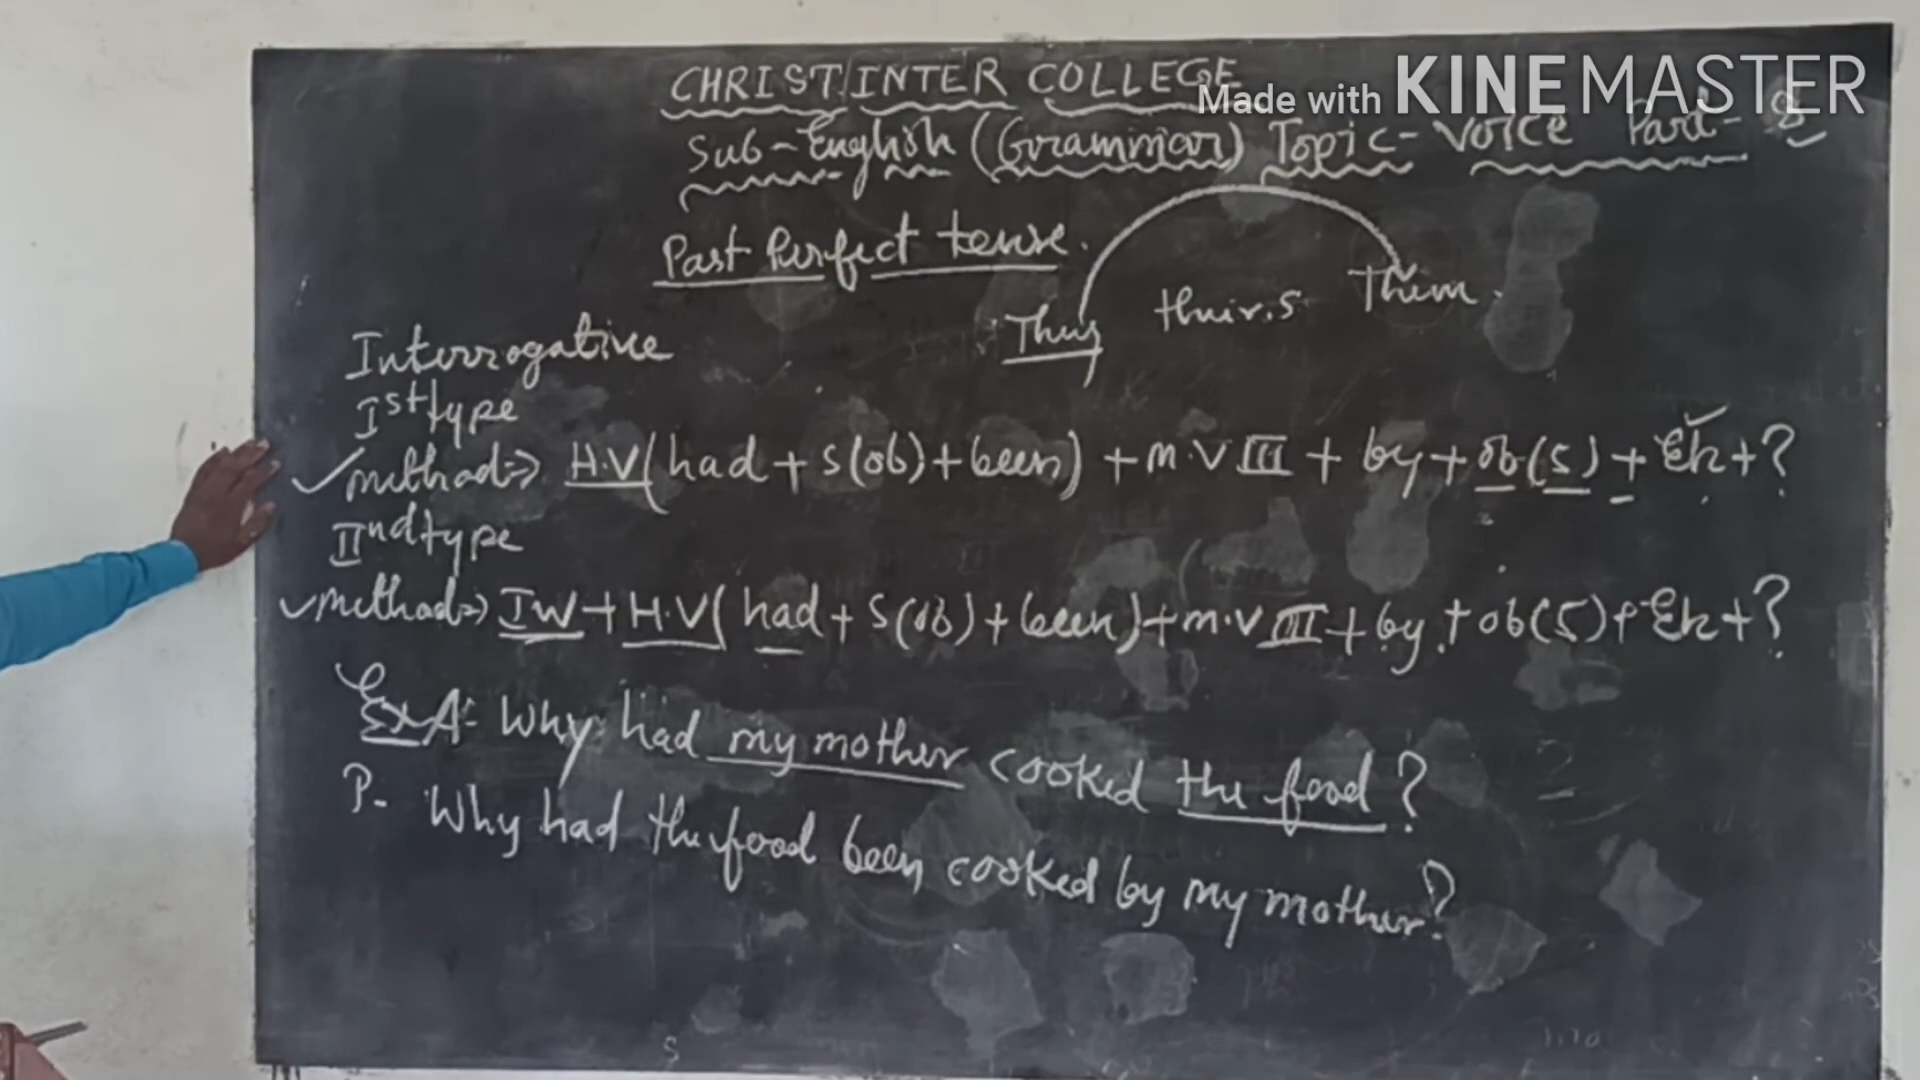 CHRIST INTER COLLEGE
Made with KINEMASTER
Sub-English (Grammar) Topic-Voice Part-8
Past Perfect tense.
They theirs Them.
Interrogative
Ist type
method=> H.V(had + S(ob)+been) +m.V III + by+ob(S)+Ek+?
IInd type
method=> IW+H.V(had+S(ob)+been)+m.V III+by+ob(S)+Ek+?
Ex A- Why had my mother cooked the food?
P- Why had the food been cooked by my mother?